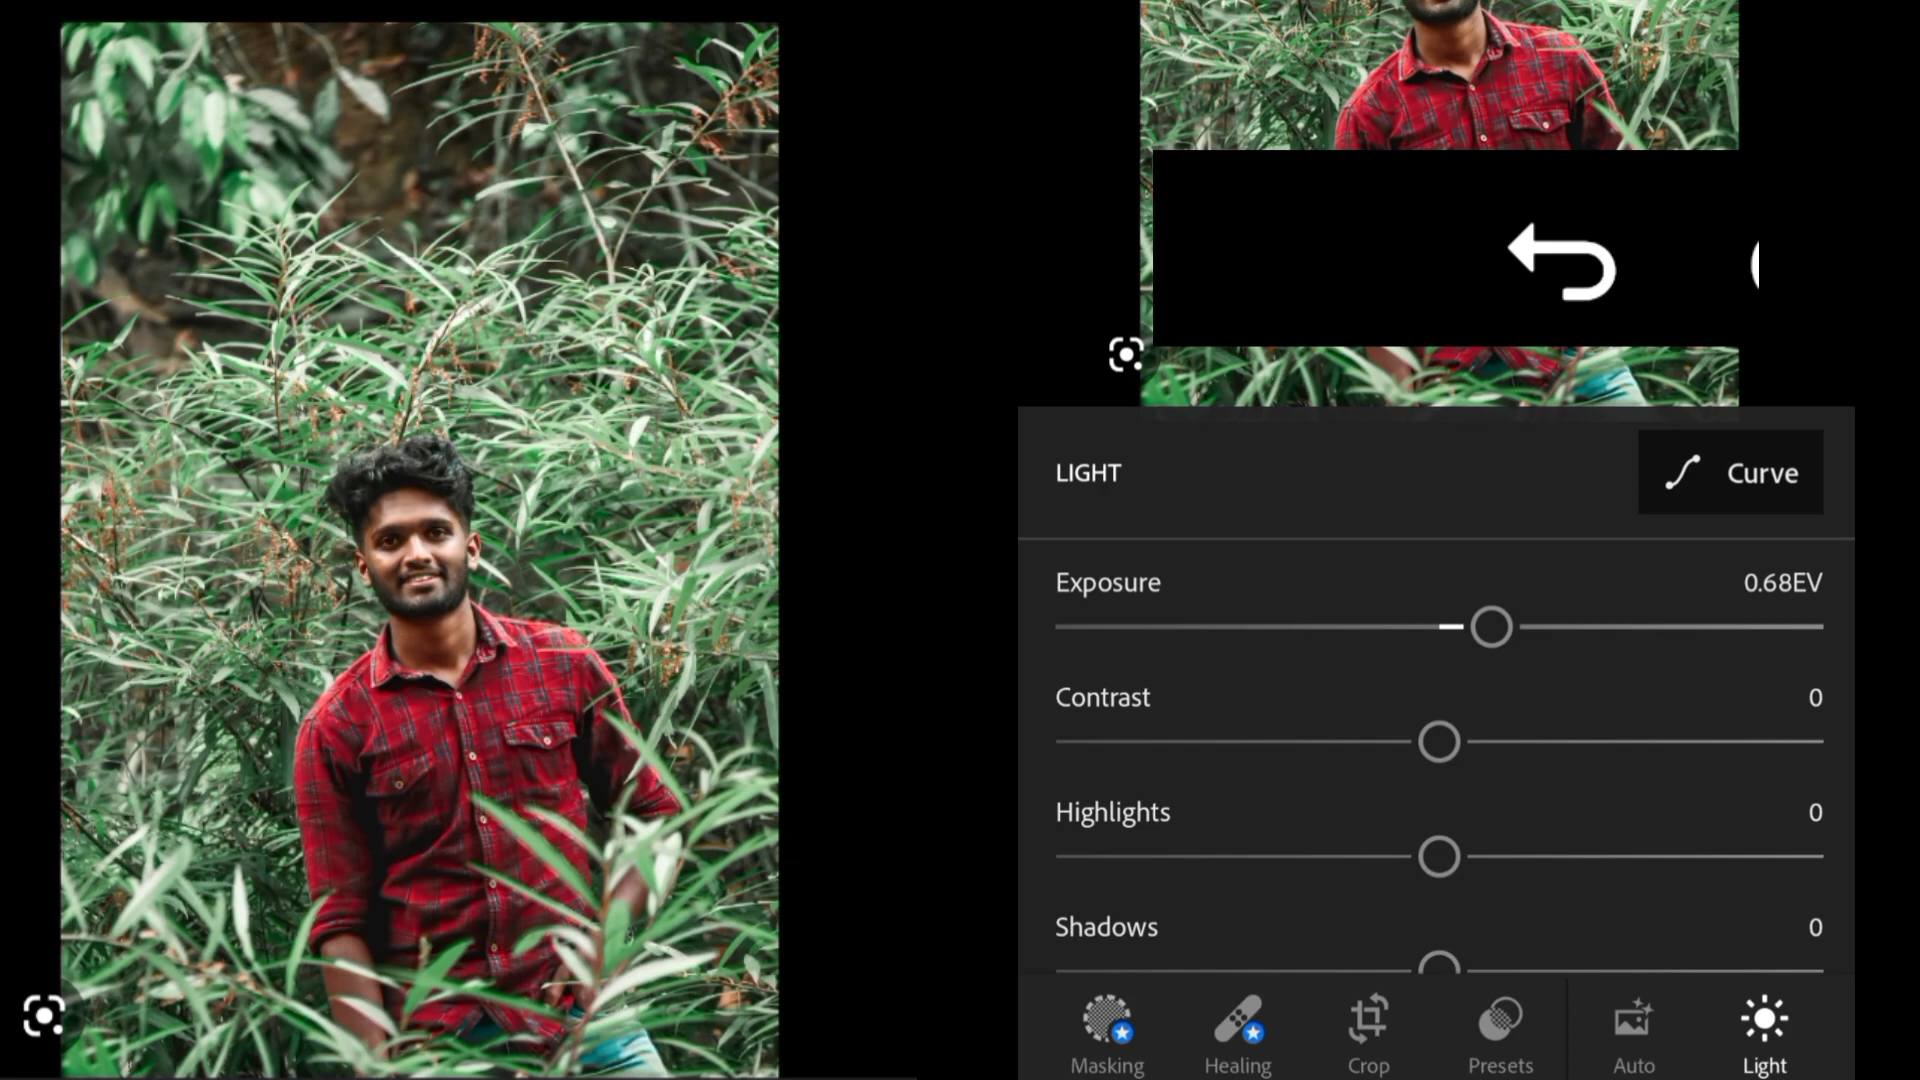 LIGHT
Curve
Exposure 0.68EV
Contrast 0
Highlights 0
Shadows 0
Masking Healing Crop Presets Auto Light